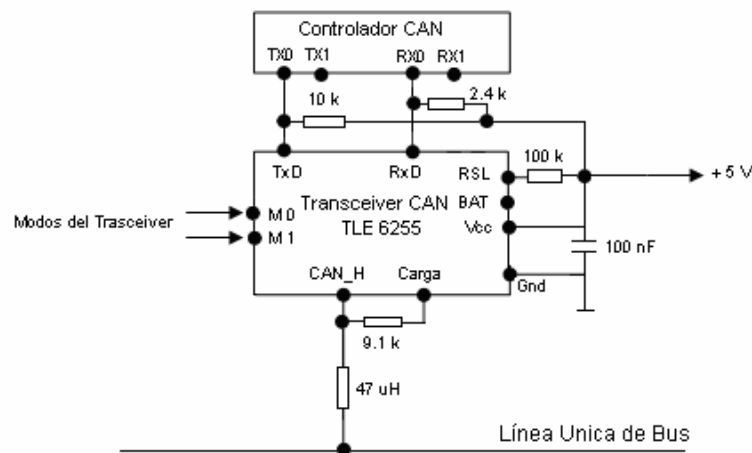 Controlador CAN
TX0
TX1
RX0
RX1
10 k
2.4 k
100 k
+ 5 V
TxD
RxD
RSL
Transceiver CAN
TLE 6255
BAT
Vcc
Modos del Trasceiver
M 0
M 1
100 nF
CAN_H
Carga
Gnd
9.1 k
47 uH
Línea Unica de Bus